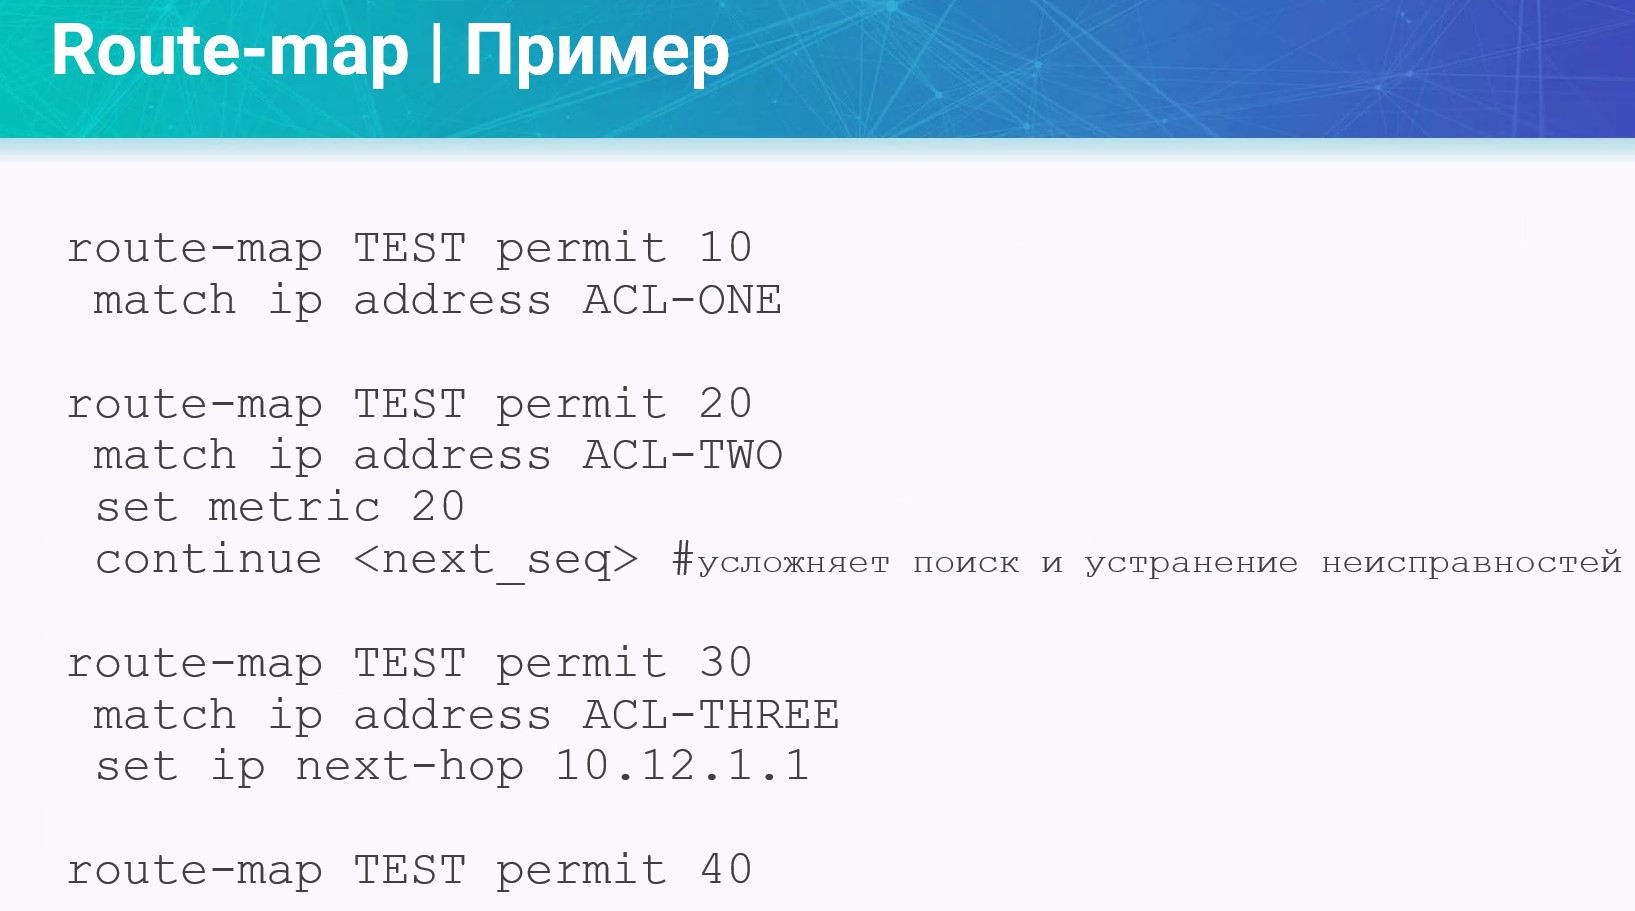 Route-map | Пример
route-map TEST permit 10
match ip address ACL-ONE
route-map TEST permit 20
match ip address ACL-TWO
set metric 20
continue <next_seq> #усложняет поиск и устранение неисправностей
route-map TEST permit 30
match ip address ACL-THREE
set ip next-hop 10.12.1.1
route-map TEST permit 40